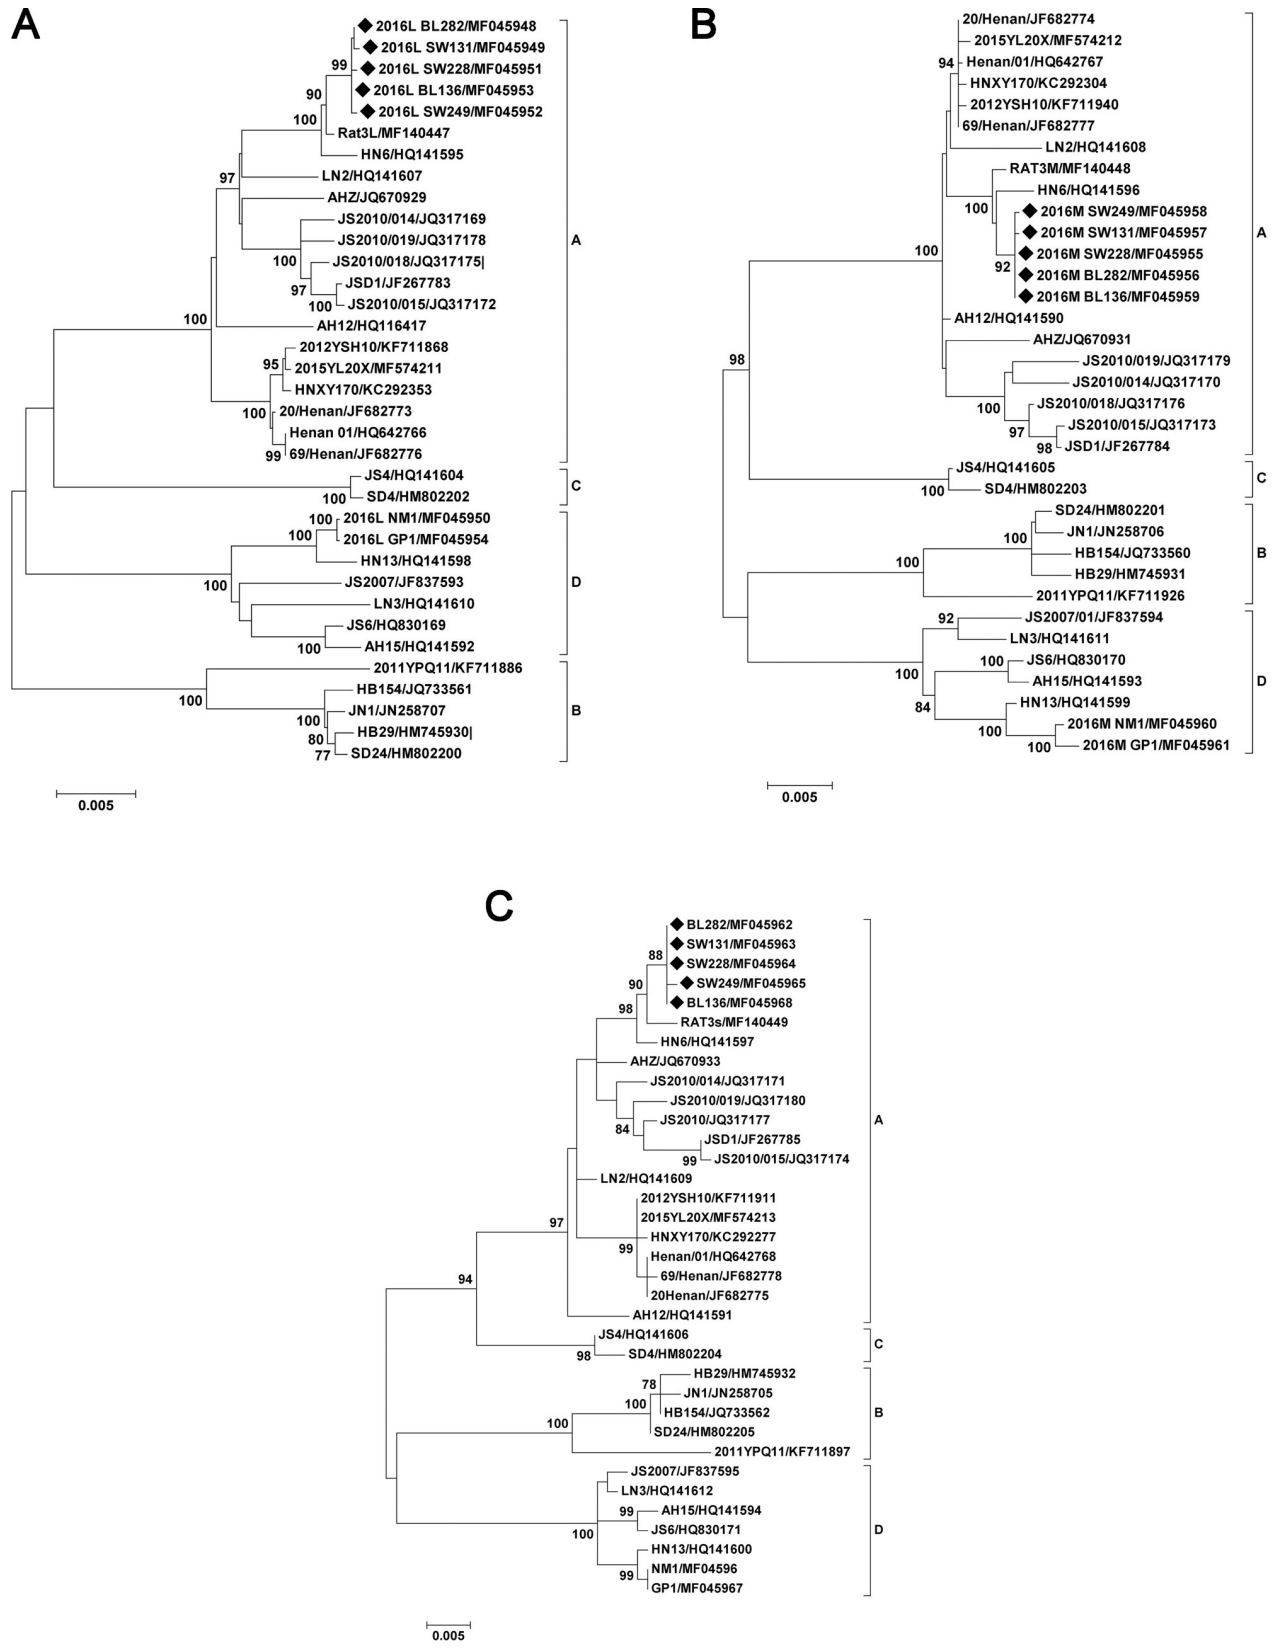 A
2016L BL282/MF045948
2016L SW131/MF045949
99
2016L SW228/MF045951
2016L BL136/MF045953
90
2016L SW249/MF045952
100
Rat3L/MF140447
HN6/HQ141595
97
LN2/HQ141607
AHZ/JQ670929
JS2010/014/JQ317169
JS2010/019/JQ317178
A
100
JS2010/018/JQ317175|
97
JSD1/JF267783
100
JS2010/015/JQ317172
100
AH12/HQ116417
2012YSH10/KF711868
95
2015YL20X/MF574211
HNXY170/KC292353
100
20/Henan/JF682773
Henan 01/HQ642766
99
69/Henan/JF682776
JS4/HQ141604
C
100
SD4/HM802202
100
2016L NM1/MF045950
100
2016L GP1/MF045954
HN13/HQ141598
100
JS2007/JF837593
D
LN3/HQ141610
JS6/HQ830169
100
AH15/HQ141592
2011YPQ11/KF711886
100
HB154/JQ733561
100
JN1/JN258707
B
80
HB29/HM745930|
77
SD24/HM802200
0.005
B
20/Henan/JF682774
2015YL20X/MF574212
94
Henan/01/HQ642767
HNXY170/KC292304
2012YSH10/KF711940
69/Henan/JF682777
LN2/HQ141608
RAT3M/MF140448
HN6/HQ141596
100
2016M SW249/MF045958
2016M SW131/MF045957
A
100
2016M SW228/MF045955
92
2016M BL282/MF045956
2016M BL136/MF045959
AH12/HQ141590
AHZ/JQ670931
98
JS2010/019/JQ317179
JS2010/014/JQ317170
100
JS2010/018/JQ317176
97
JS2010/015/JQ317173
98
JSD1/JF267784
JS4/HQ141605
C
100
SD4/HM802203
SD24/HM802201
JN1/JN258706
100
HB154/JQ733560
B
100
HB29/HM745931
2011YPQ11/KF711926
92
JS2007/01/JF837594
LN3/HQ141611
100
100
JS6/HQ830170
AH15/HQ141593
D
84
HN13/HQ141599
100
2016M NM1/MF045960
100
2016M GP1/MF045961
0.005
C
BL282/MF045962
SW131/MF045963
88
SW228/MF045964
90
SW249/MF045965
98
BL136/MF045968
RAT3s/MF140449
HN6/HQ141597
AHZ/JQ670933
JS2010/014/JQ317171
JS2010/019/JQ317180
A
84
JS2010/JQ317177
JSD1/JF267785
99
JS2010/015/JQ317174
LN2/HQ141609
2012YSH10/KF711911
97
2015YL20X/MF574213
HNXY170/KC292277
99
Henan/01/HQ642768
69/Henan/JF682778
94
20Henan/JF682775
AH12/HQ141591
JS4/HQ141606
C
98
SD4/HM802204
HB29/HM745932
78
JN1/JN258705
100
HB154/JQ733562
B
100
SD24/HM802205
2011YPQ11/KF711897
JS2007/JF837595
LN3/HQ141612
99
AH15/HQ141594
100
JS6/HQ830171
D
HN13/HQ141600
99
NM1/MF04596
GP1/MF045967
0.005